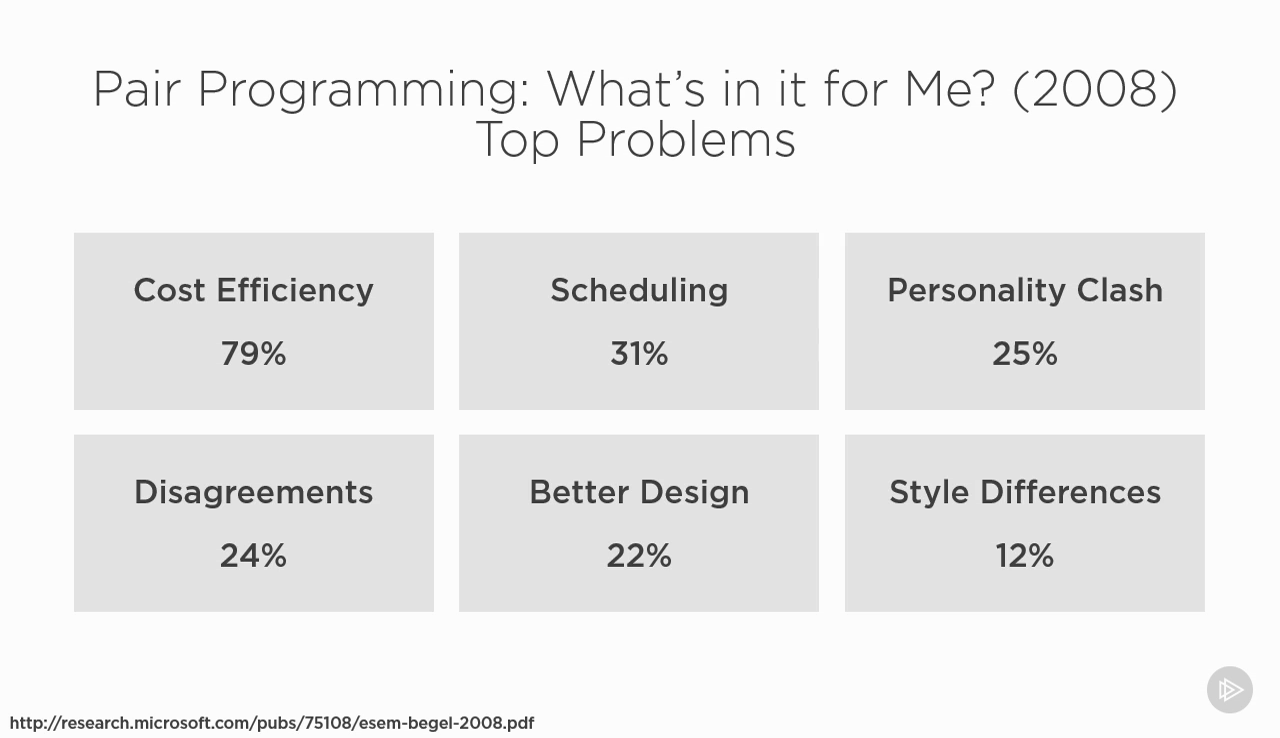 Pair Programming: What's in it for Me? (2008)
Top Problems
Cost Efficiency
79%
Scheduling
31%
Personality Clash
25%
Disagreements
24%
Better Design
22%
Style Differences
12%
http://research.microsoft.com/pubs/75108/esem-begel-2008.pdf